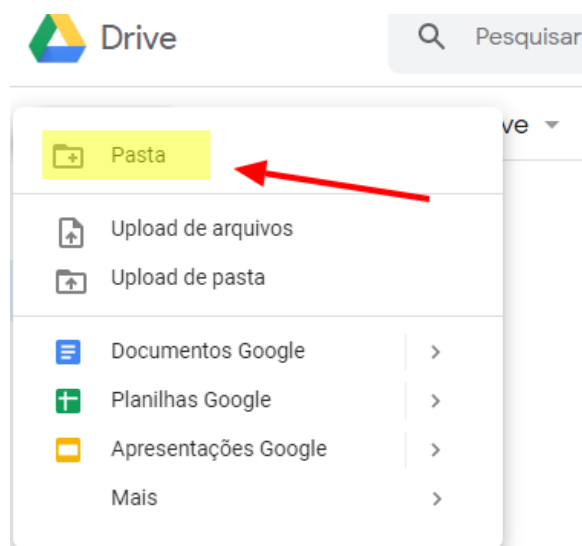 Drive
Pesquisar
ve
Pasta
Upload de arquivos
Upload de pasta
Documentos Google
Planilhas Google
Apresentações Google
Mais